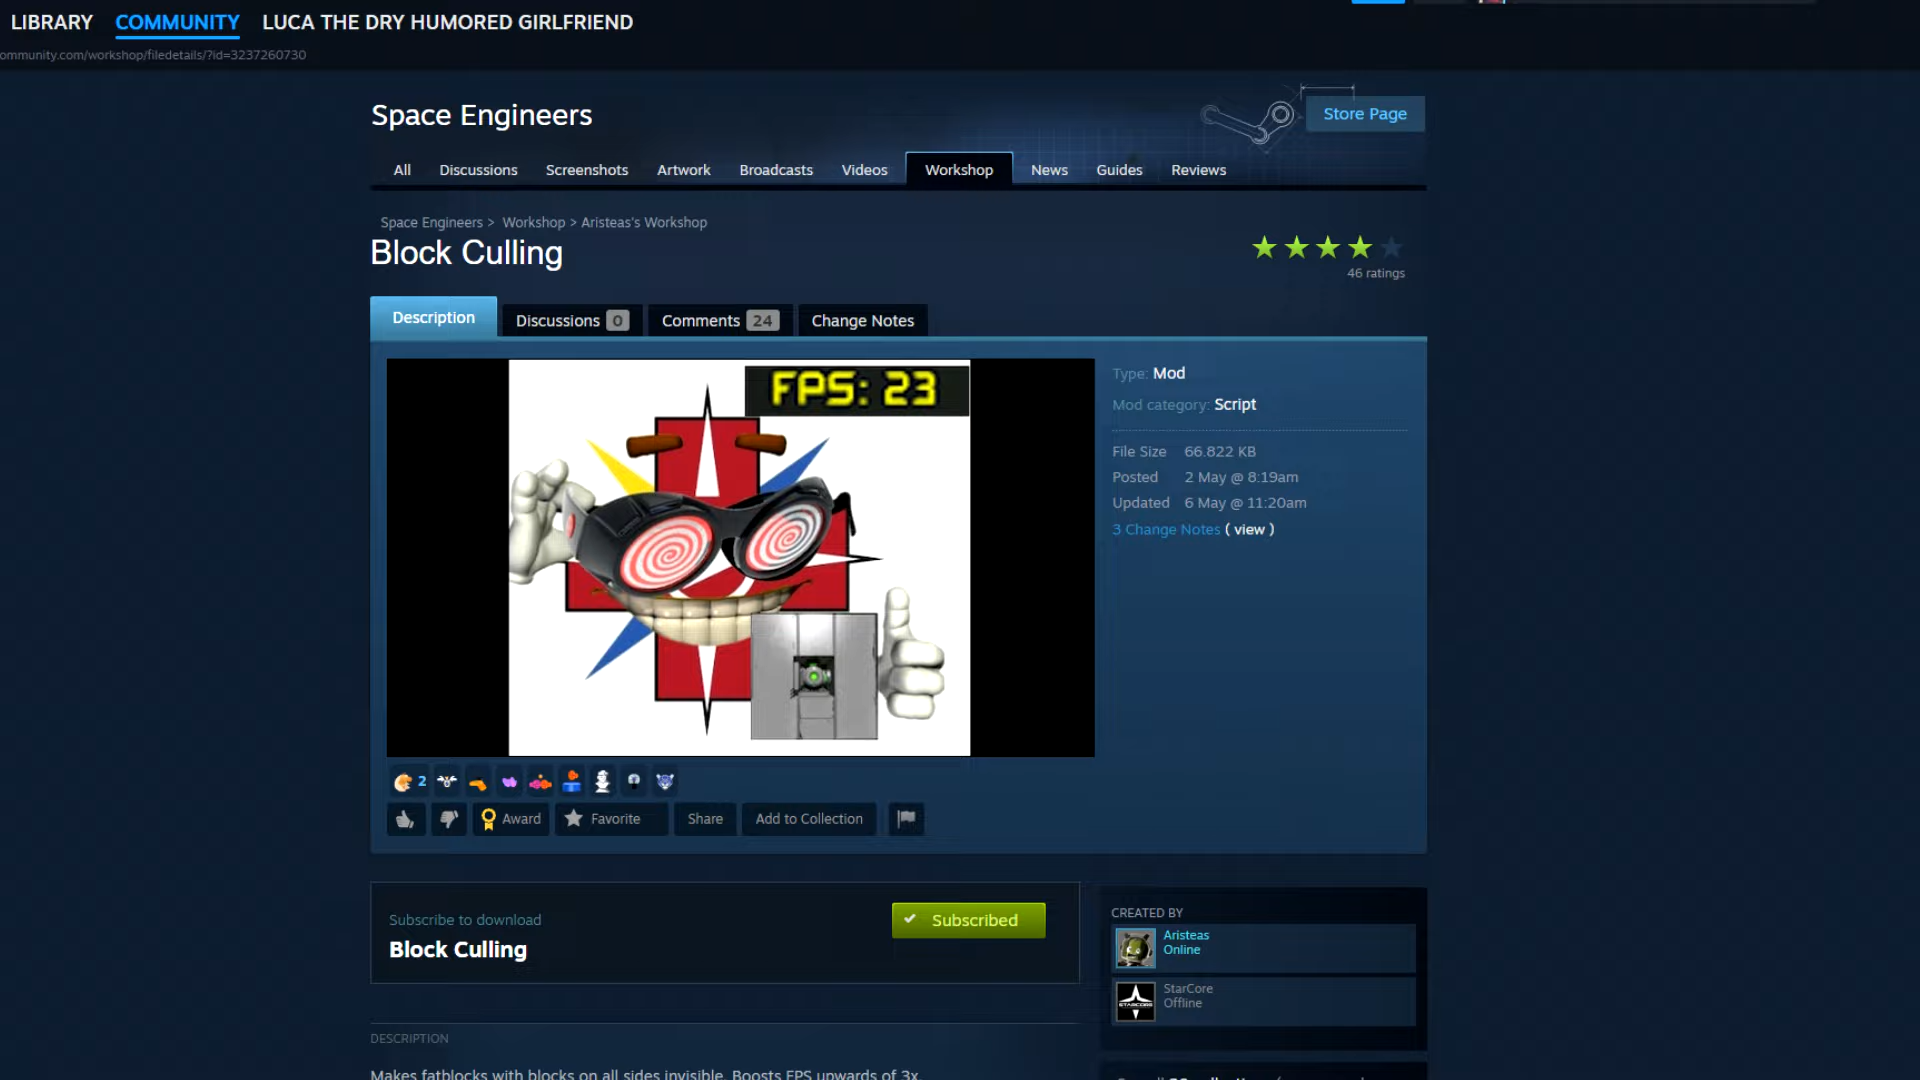 LIBRARY COMMUNITY LUCA THE DRY HUMORED GIRLFRIEND
ommunity.com/workshop/filedetails/?id=3237260730
Space Engineers
Store Page
All Discussions Screenshots Artwork Broadcasts Videos Workshop News Guides Reviews
Space Engineers > Workshop > Aristeas's Workshop
Block Culling
46 ratings
Description Discussions 0 Comments 24 Change Notes
FPS: 23
Type: Mod
Mod category: Script
File Size 66.822 KB
Posted 2 May @ 8:19am
Updated 6 May @ 11:20am
3 Change Notes ( view )
2
Award Favorite Share Add to Collection
Subscribe to download
Block Culling
Subscribed
CREATED BY
Aristeas
Online
STARCORE
StarCore
Offline
DESCRIPTION
Makes fatblocks with blocks on all sides invisible. Boosts FPS upwards of 3x.